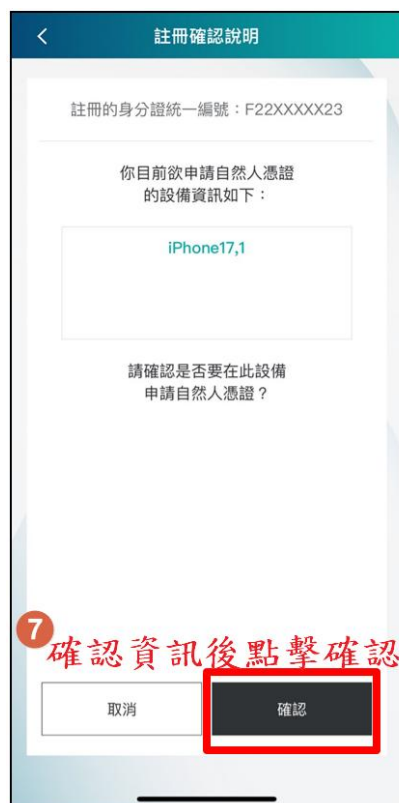 註冊確認說明
註冊的身分證統一編號：F22XXXXX23
你目前欲申請自然人憑證
的設備資訊如下：
iPhone17,1
請確認是否要在此設備
申請自然人憑證？
7
確認資訊後點擊確認
取消
確認